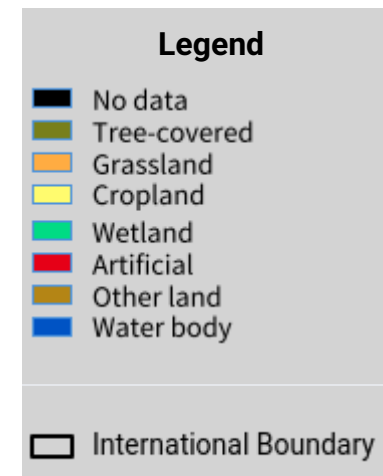 Legend
No data
Tree-covered
Grassland
Cropland
Wetland
Artificial
Other land
Water body
International Boundary